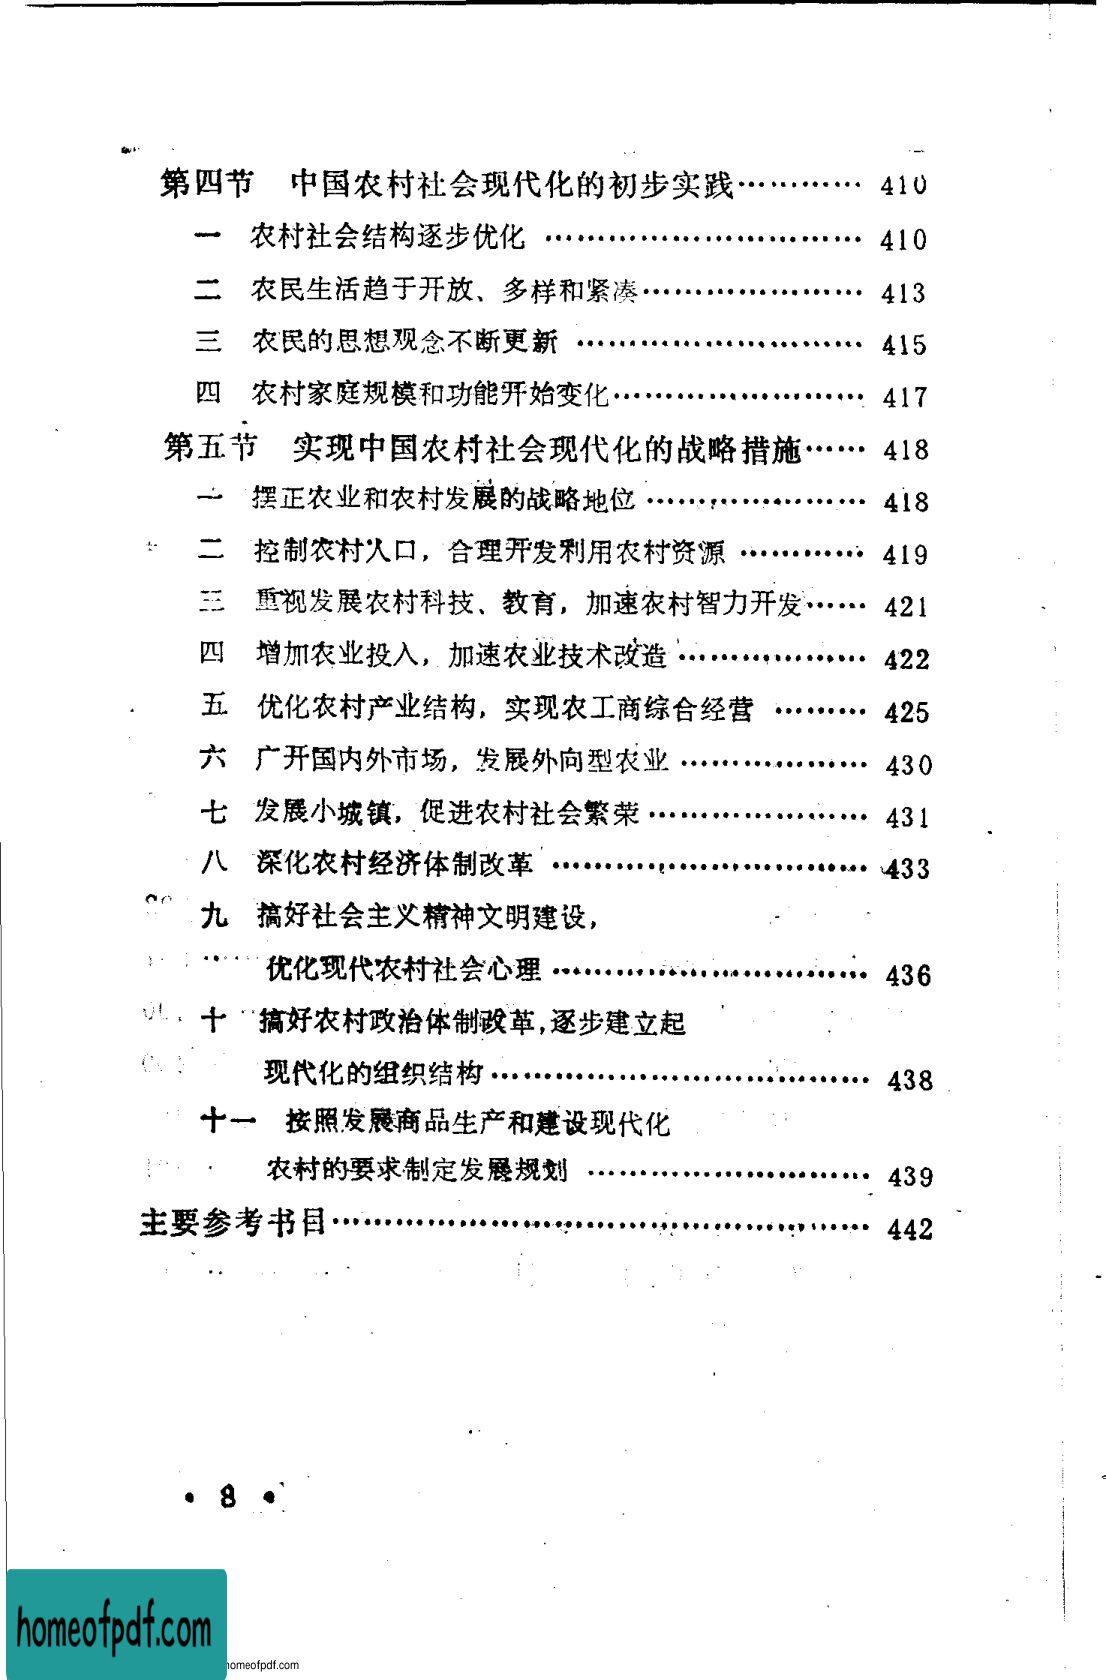 第四节 中国农村社会现代化的初步实践………… 410
一 农村社会结构逐步优化 ………………………… 410
二 农民生活趋于开放、多样和紧凑………………… 413
三 农民的思想观念不断更新 ……………………… 415
四 农村家庭规模和功能开始变化…………………… 417
第五节 实现中国农村社会现代化的战略措施…… 418
一 摆正农业和农村发展的战略地位 ………………… 418
二 控制农村人口，合理开发利用农村资源 ………… 419
三 重视发展农村科技、教育，加速农村智力开发…… 421
四 增加农业投入，加速农业技术改造 ……………… 422
五 优化农村产业结构，实现农工商综合经营 ……… 425
六 广开国内外市场，发展外向型农业 ……………… 430
七 发展小城镇，促进农村社会繁荣 ………………… 431
八 深化农村经济体制改革 ………………………… 433
九 搞好社会主义精神文明建设，
优化现代农村社会心理 ………………………… 436
十 搞好农村政治体制改革，逐步建立起
现代化的组织结构 ……………………………… 438
十一 按照发展商品生产和建设现代化
农村的要求制定发展规划 ……………………… 439
主要参考书目…………………………………………… 442
• 8 •
homeofpdf.com
homeofpdf.com